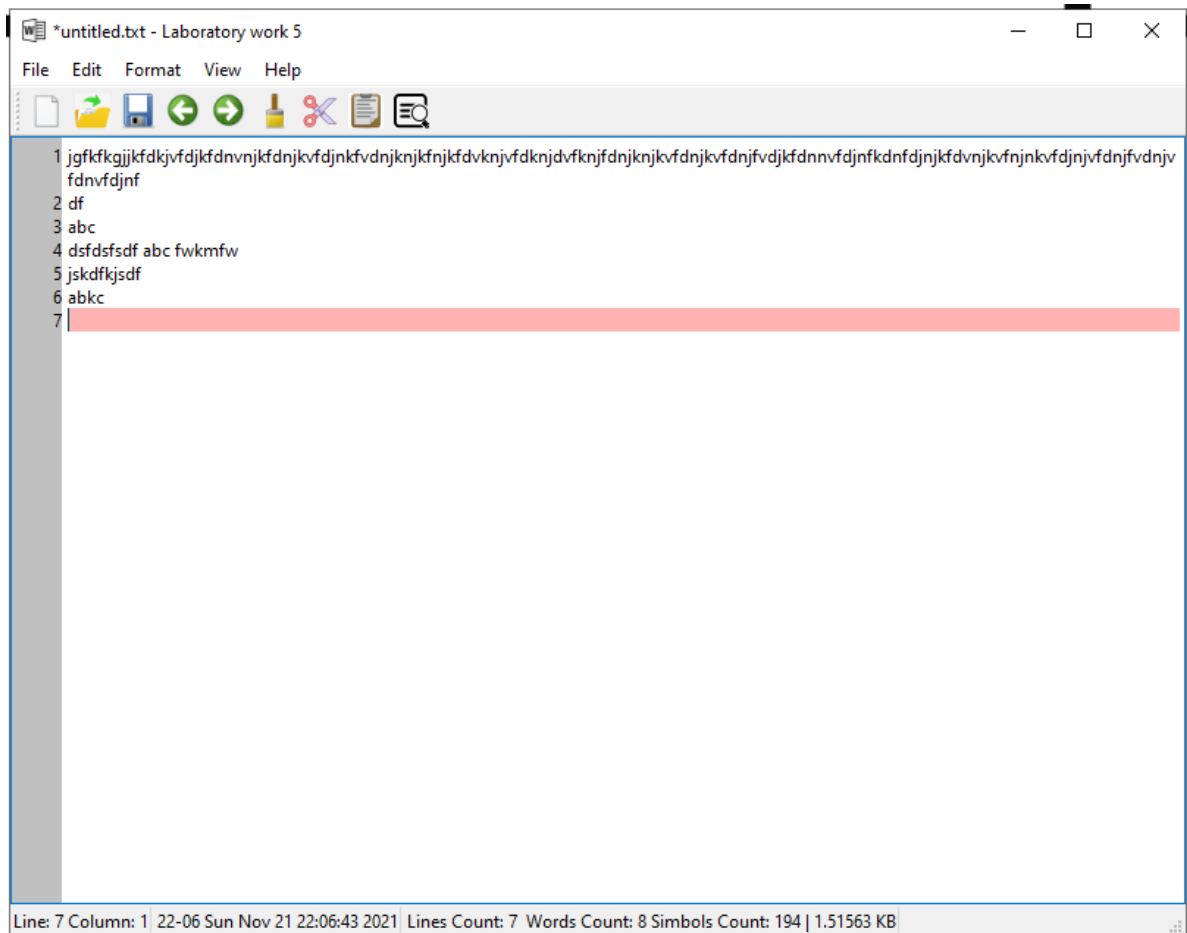 *untitled.txt - Laboratory work 5
File Edit Format View Help
1 jgfkfkgjjkfdkjvfdjkfdnvnjkfdnjkvfdjnkfvdnjknjkfnjkfdvknjvfdknjdvfknjfdnjknjkvfdnjkvfdnjfvdjkfdnnvfdjnfkdnfdjnjkfdvnjkvfnjnkvfdjnjvfdnjfvdnjv
fdnvfdjnf
2 df
3 abc
4 dsfdsfsdf abc fwkmfw
5 jskdfkjsdf
6 abkc
7
Line: 7 Column: 1 22-06 Sun Nov 21 22:06:43 2021 Lines Count: 7 Words Count: 8 Simbols Count: 194 | 1.51563 KB